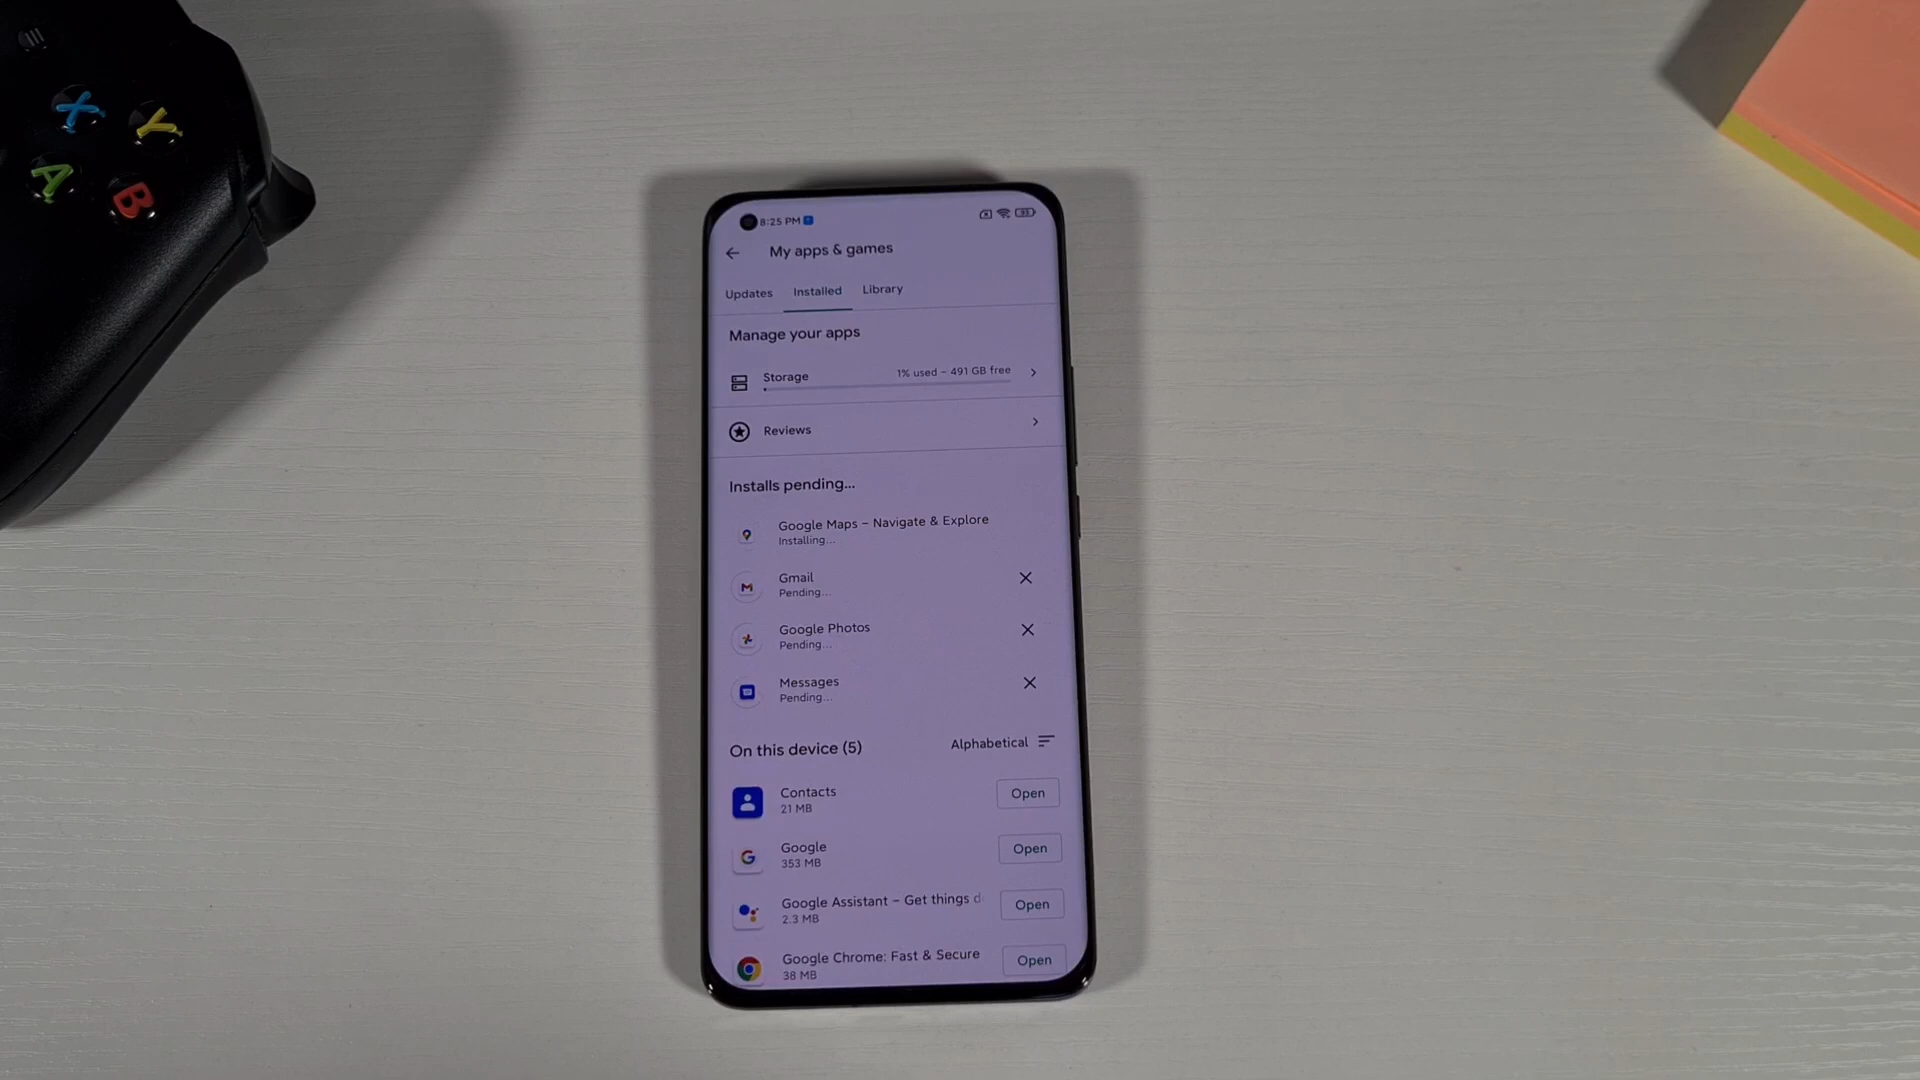 X
Y
A
B
8:25 PM
My apps & games
Updates Installed Library
Manage your apps
Storage 1% used – 491 GB free
Reviews
Installs pending...
Google Maps – Navigate & Explore
Installing...
Gmail
Pending...
Google Photos
Pending...
Messages
Pending...
On this device (5) Alphabetical
Contacts Open
21 MB
Google Open
353 MB
Google Assistant – Get things d
Open
2.3 MB
Google Chrome: Fast & Secure Open
38 MB